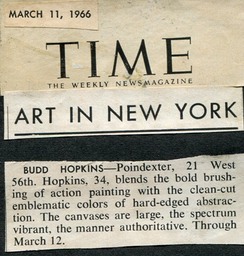 MARCH 11, 1966
TIME
THE WEEKLY NEWSMAGAZINE
ART IN NEW YORK
BUDD HOPKINS—Poindexter, 21 West
56th. Hopkins, 34, blends the bold brush-
ing of action painting with the clean-cut
emblematic colors of hard-edged abstrac-
tion. The canvases are large, the spectrum
vibrant, the manner authoritative. Through
March 12.